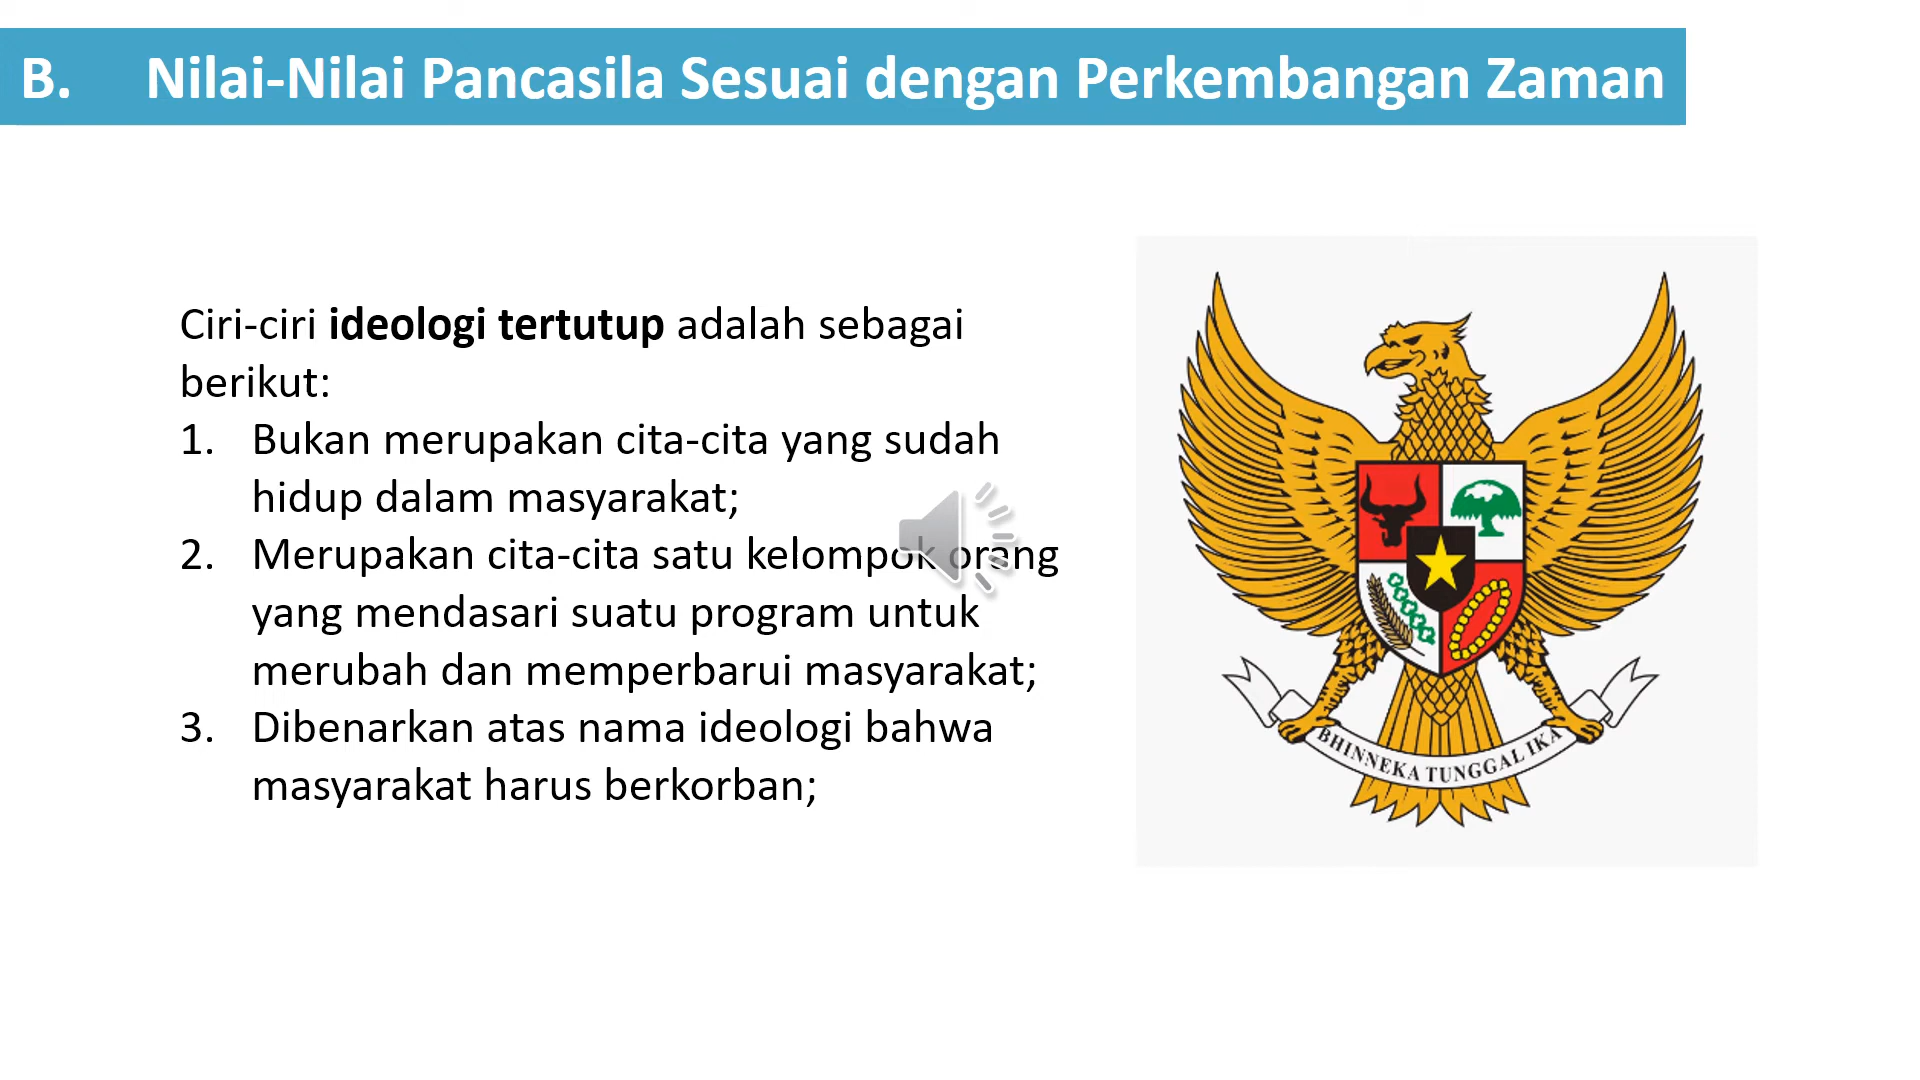 B. Nilai-Nilai Pancasila Sesuai dengan Perkembangan Zaman
Ciri-ciri ideologi tertutup adalah sebagai
berikut:
1. Bukan merupakan cita-cita yang sudah
hidup dalam masyarakat;
2. Merupakan cita-cita satu kelompok orang
yang mendasari suatu program untuk
merubah dan memperbarui masyarakat;
3. Dibenarkan atas nama ideologi bahwa
masyarakat harus berkorban;
BHINNEKA TUNGGAL IKA